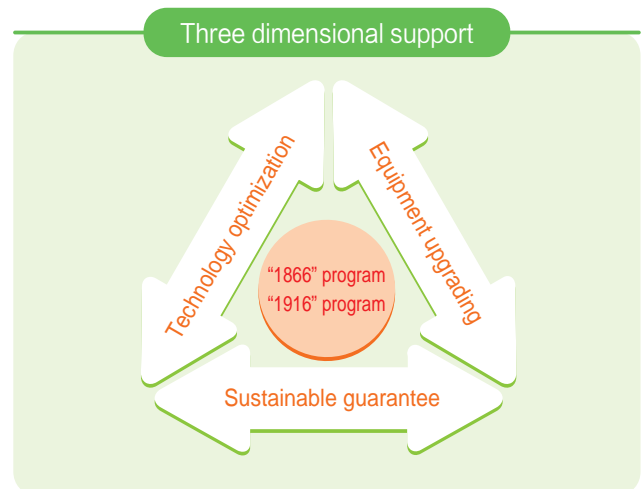 Three dimensional support
Technology optimization
Equipment upgrading
“1866” program
“1916” program
Sustainable guarantee